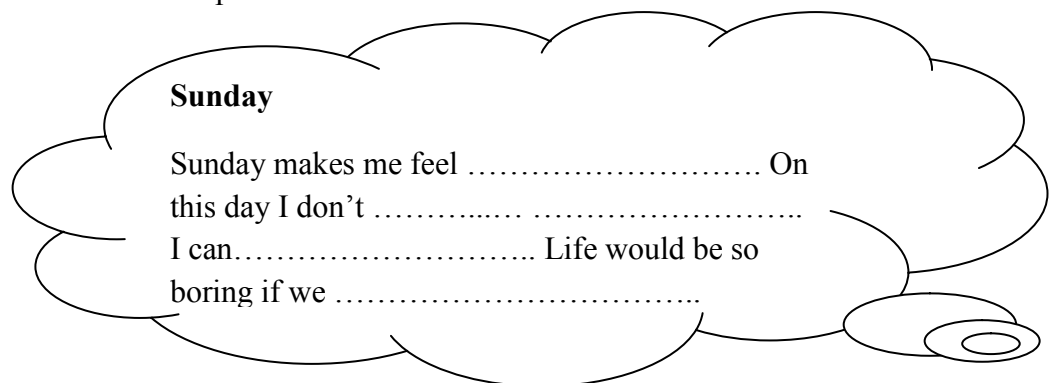 Sunday
Sunday makes me feel ………………………. On
this day I don’t ………...… ……………………..
I can……………………….. Life would be so
boring if we ……………………………..